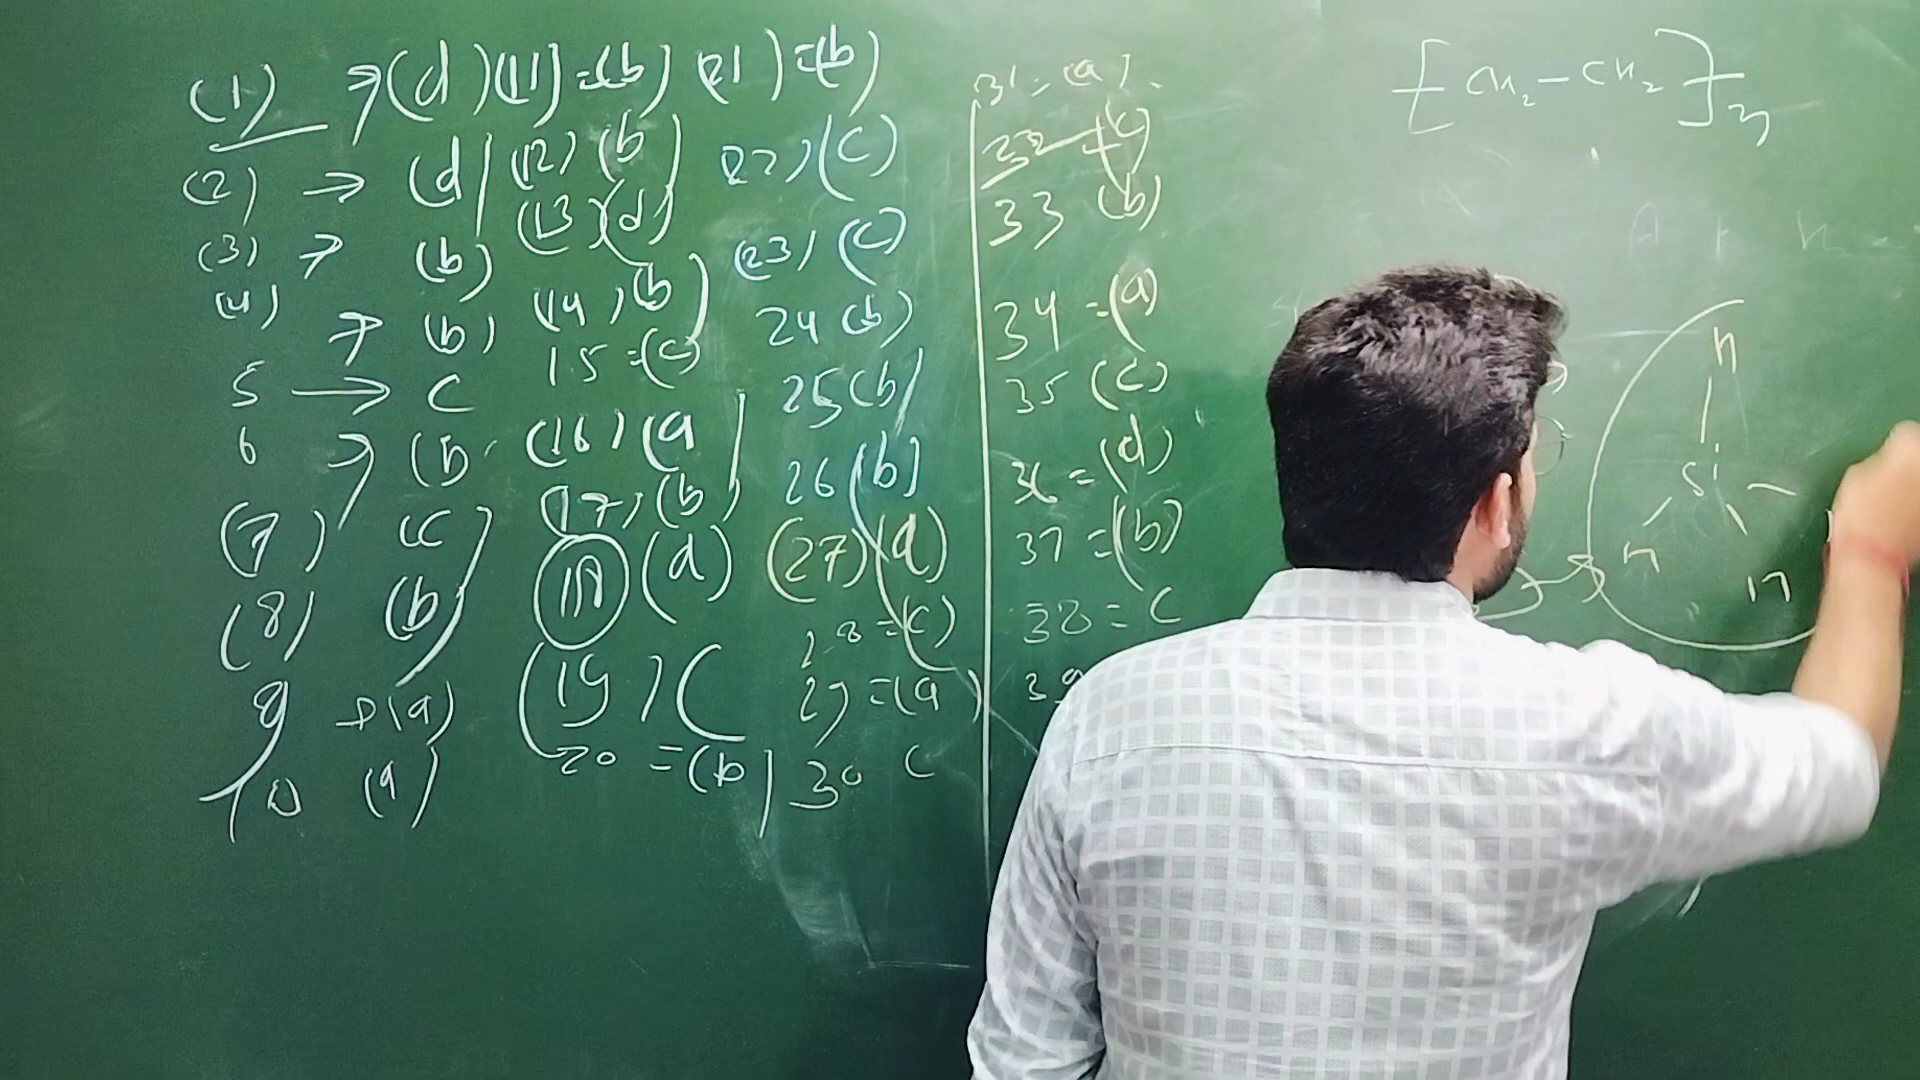 (1) → (d) (11) = (b) (21) = (b)
(2) → (d) (12) (b) 22) (c)
(3) → (b) (13) (d) (23) (c)
(4) → (b) (14) (b) 24 (b)
5 → c 15 = (c) 25 (b)
6 → (b) (16) (a) 26 (b)
(7) (c) (17) (b) (27) (d)
(8) (b) (18) (d) 28 = (c)
9 → (a) (19) C 29 = (a)
10 (a) 20 = (b) 30 C
31 = (a)
32 (c)
33 (b)
34 = (a)
35 (c)
36 = (d)
37 = (b)
38 = C
39
[CH₂-CH₂]n
H
Si
H
H